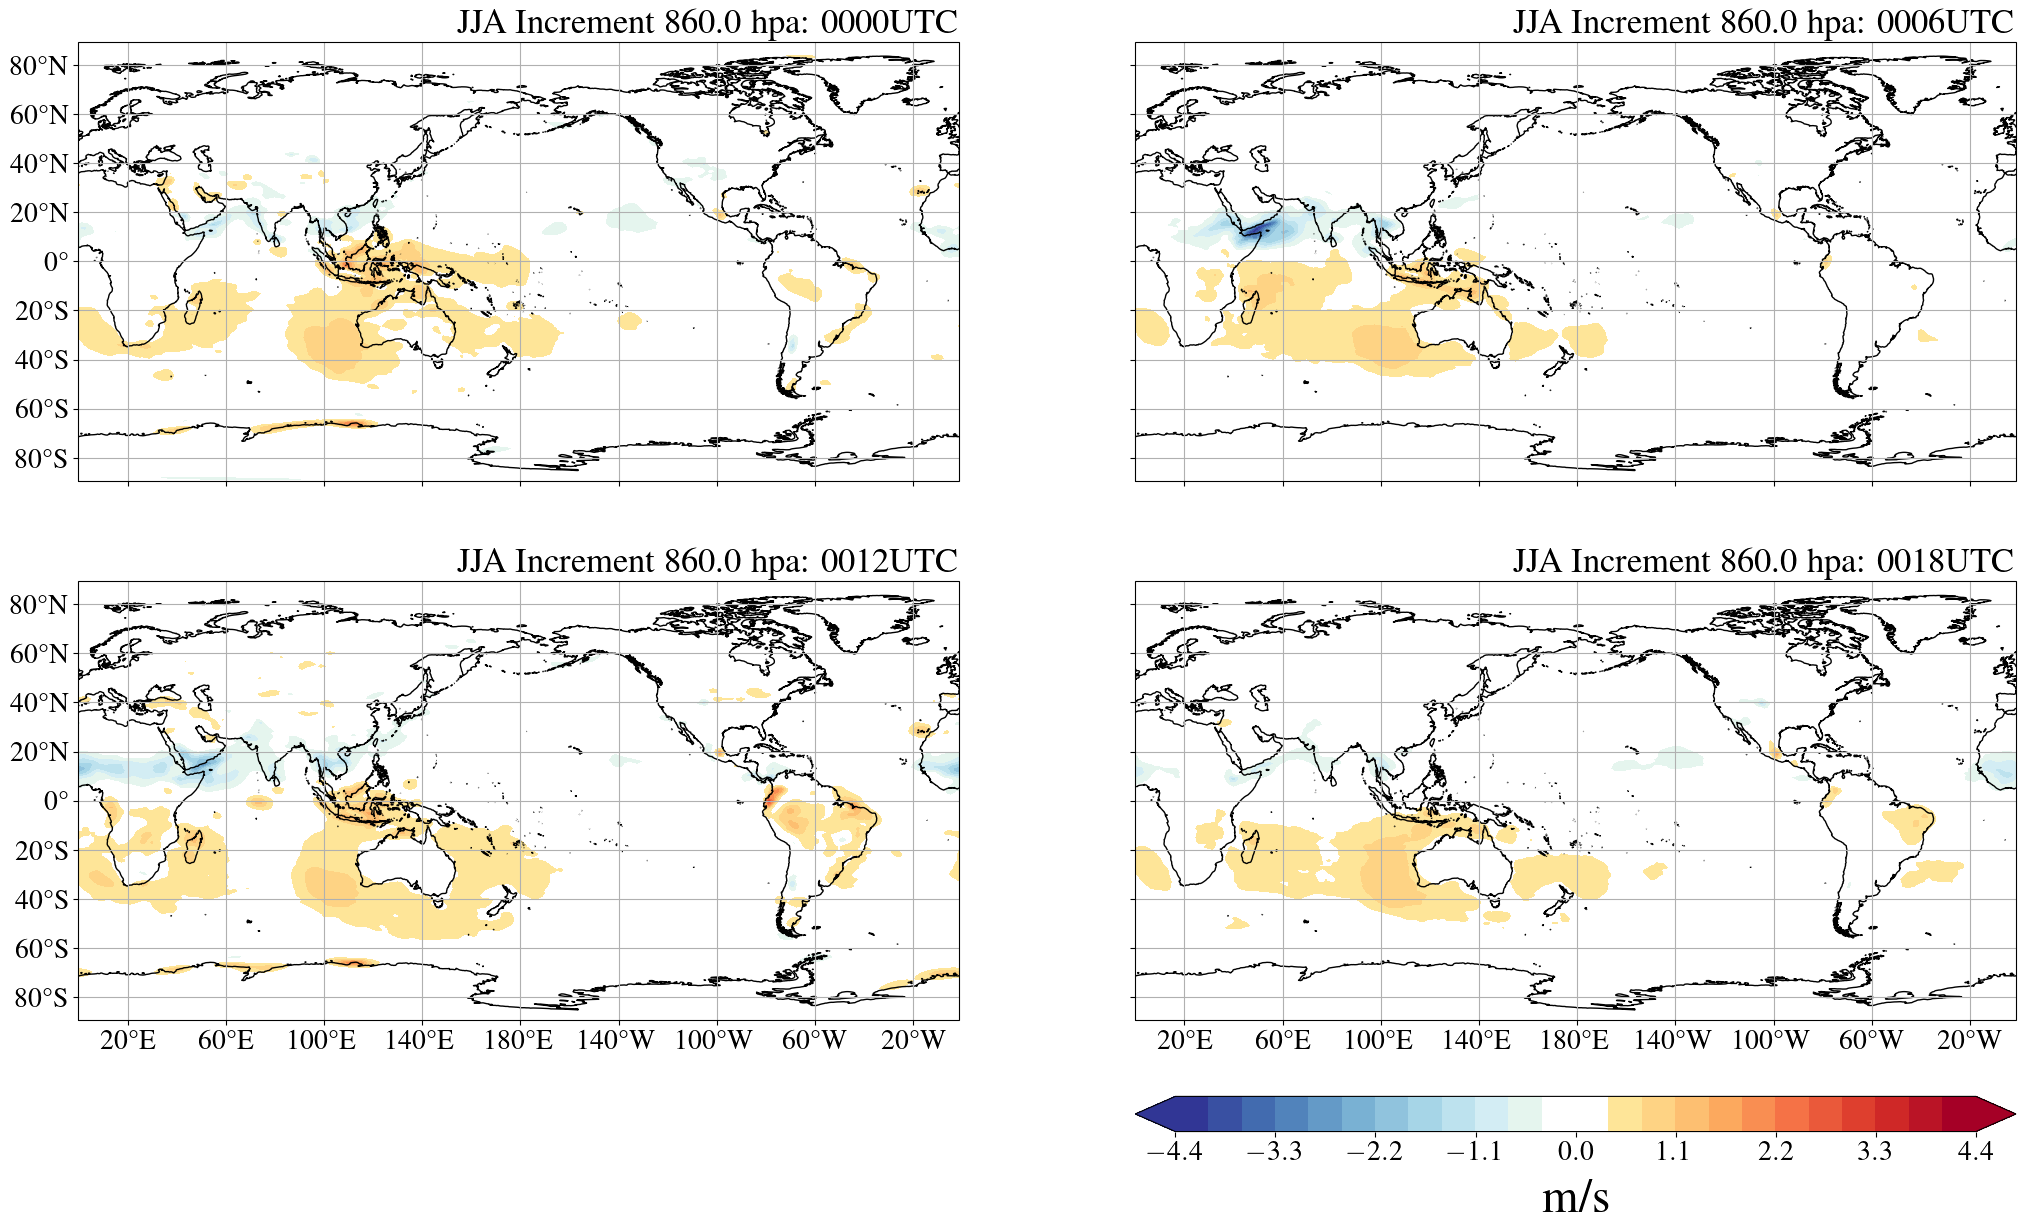 JJA Increment 860.0 hpa: 0000UTC
JJA Increment 860.0 hpa: 0006UTC
80°N
60°N
40°N
20°N
0°
20°S
40°S
60°S
80°S
JJA Increment 860.0 hpa: 0012UTC
JJA Increment 860.0 hpa: 0018UTC
80°N
60°N
40°N
20°N
0°
20°S
40°S
60°S
80°S
20°E 60°E 100°E 140°E 180°E 140°W 100°W 60°W 20°W
20°E 60°E 100°E 140°E 180°E 140°W 100°W 60°W 20°W
−4.4 −3.3 −2.2 −1.1 0.0 1.1 2.2 3.3 4.4
m/s